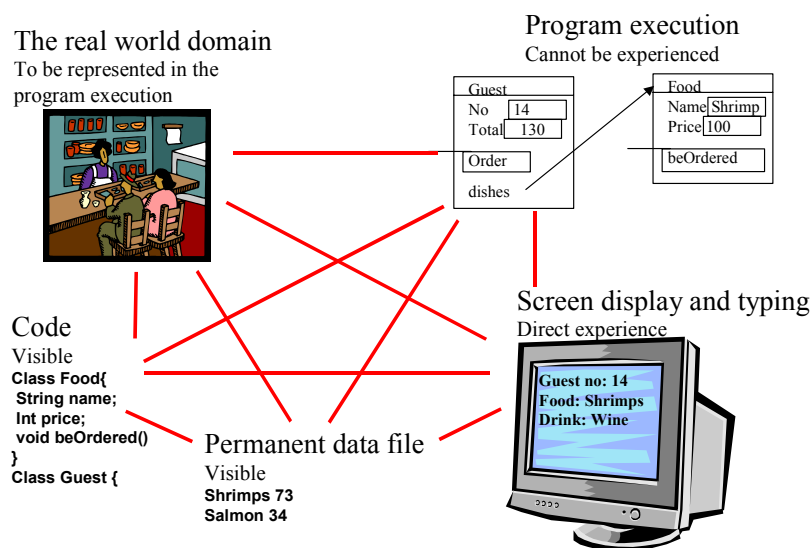 The real world domain
To be represented in the
program execution
Program execution
Cannot be experienced
Guest
No 14
Total 130
Order
dishes
Food
Name Shrimp
Price 100
beOrdered
Code
Visible
Class Food{
String name;
Int price;
void beOrdered()
}
Class Guest {
Permanent data file
Visible
Shrimps 73
Salmon 34
Screen display and typing
Direct experience
Guest no: 14
Food: Shrimps
Drink: Wine